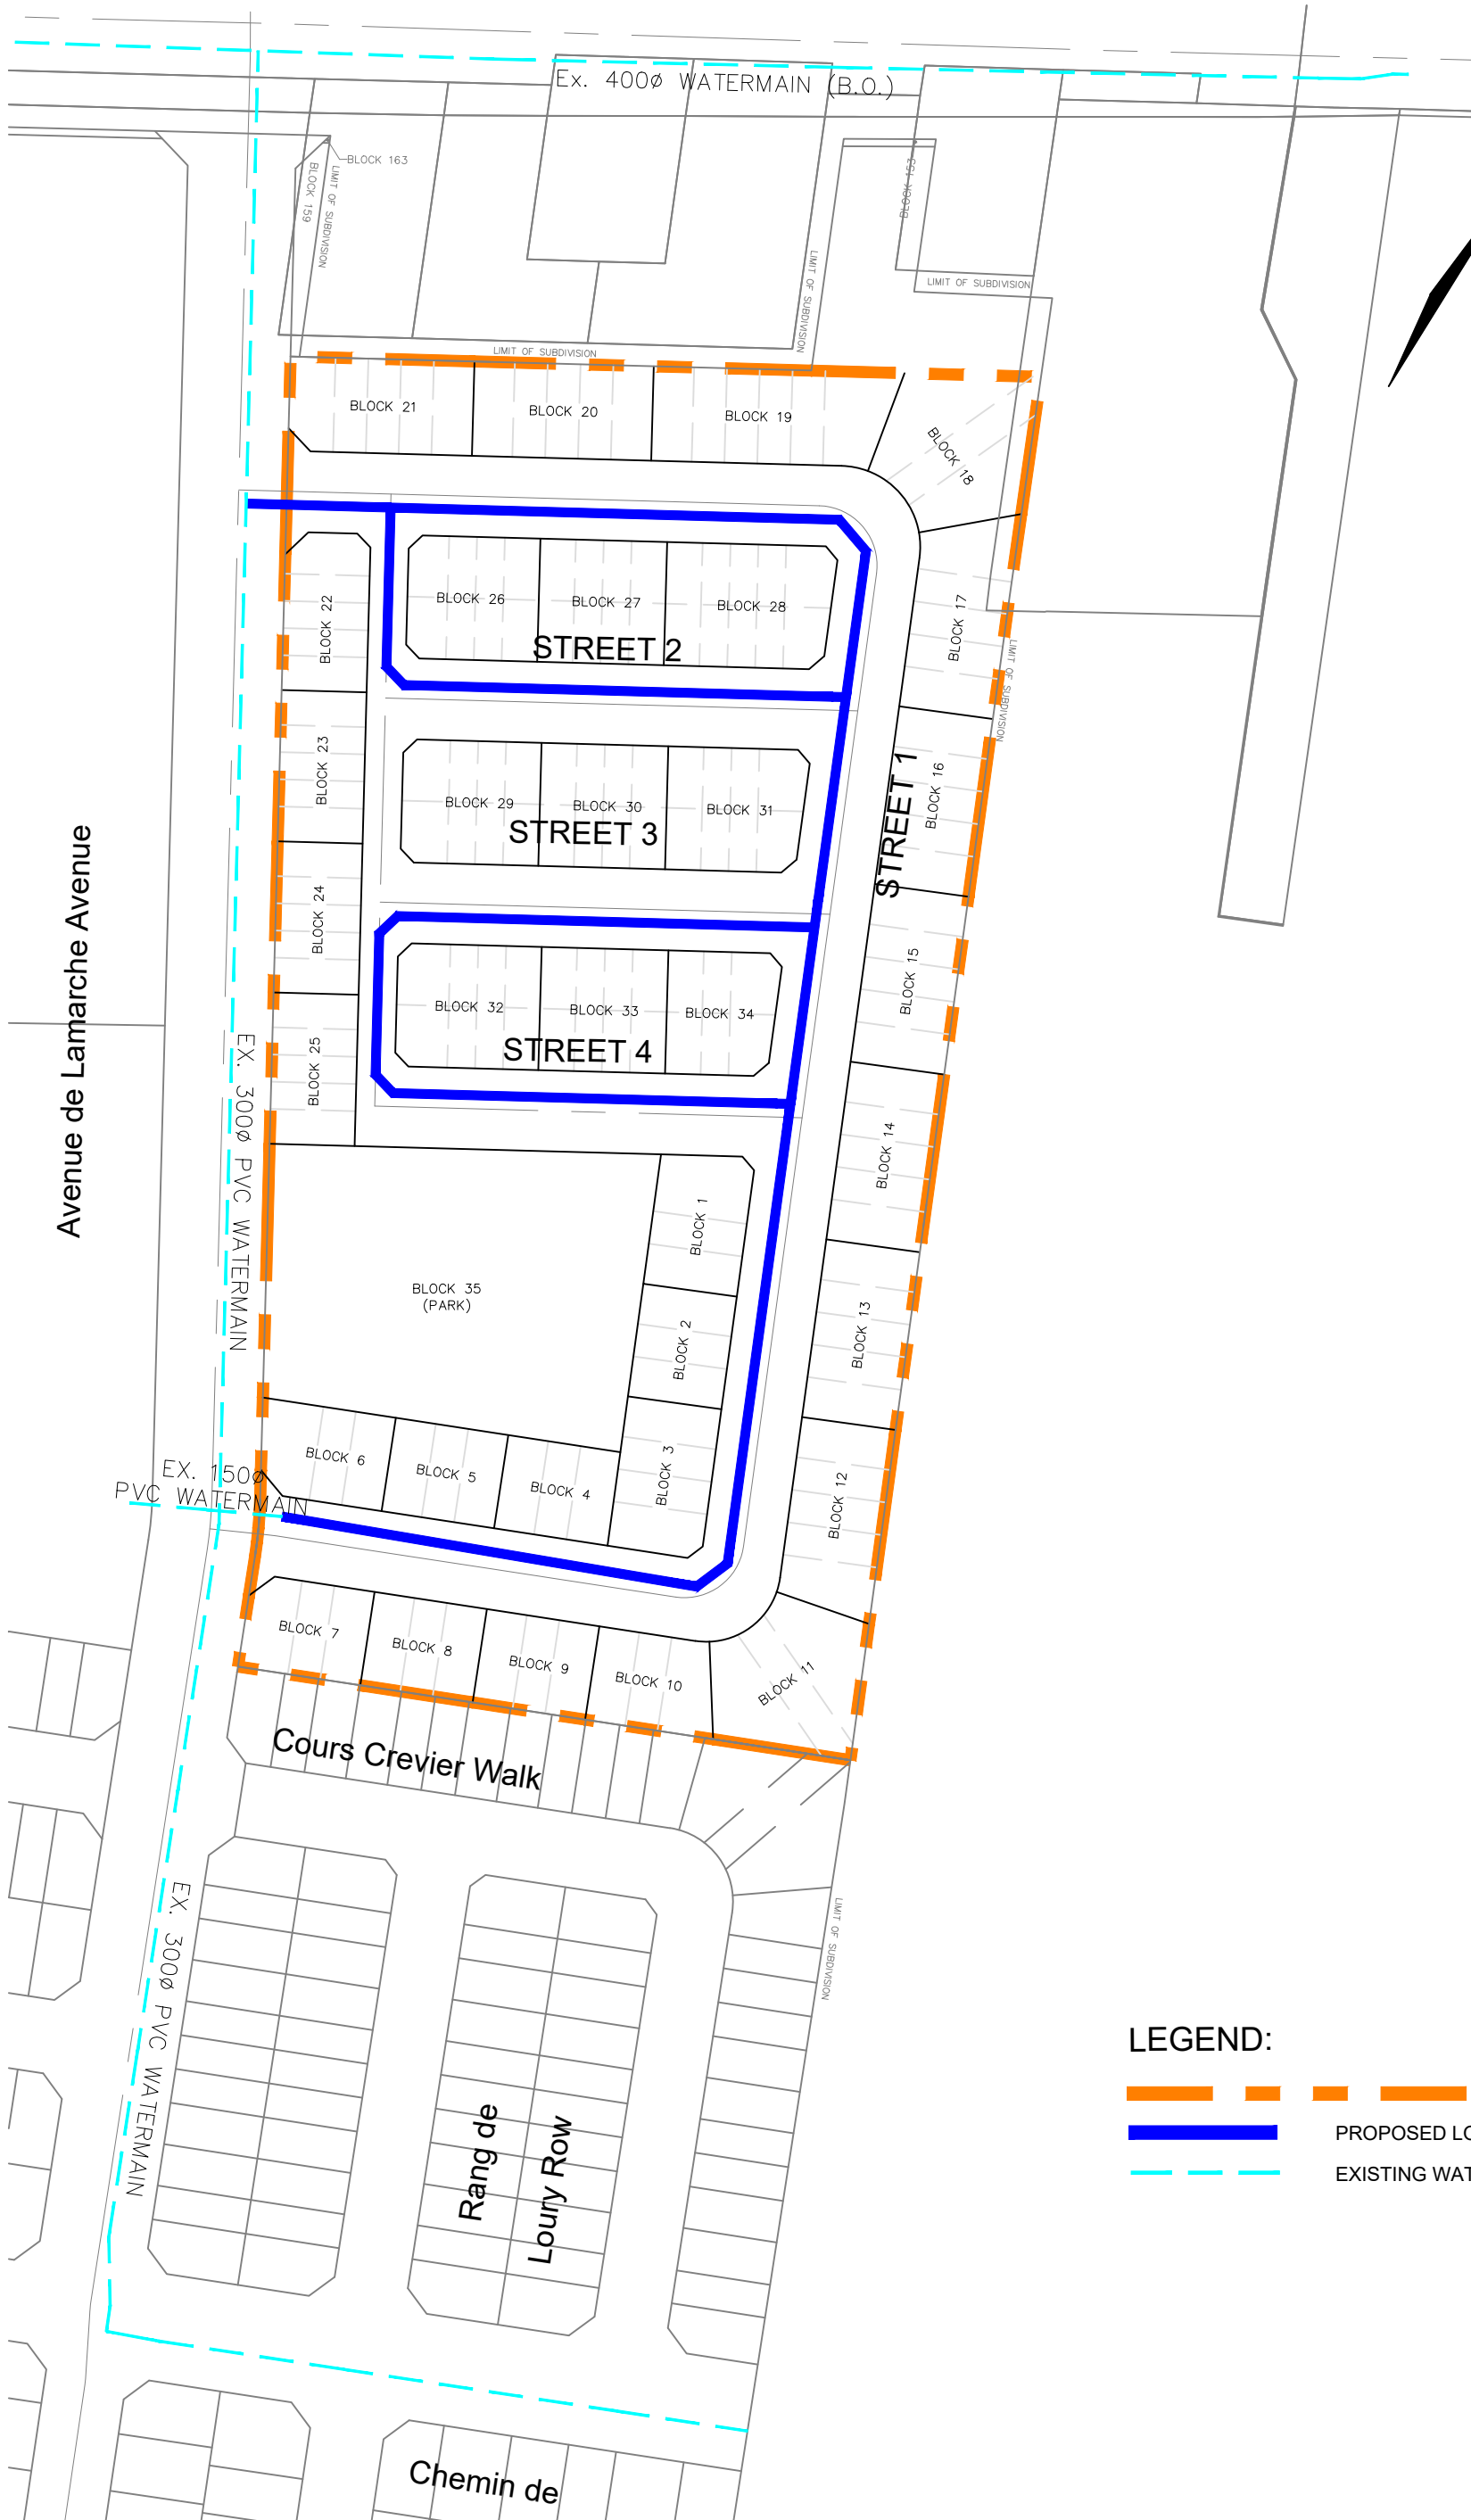 Ex. 400ø WATERMAIN (B.O.)
BLOCK 163
BLOCK 159
LIMIT OF SUBDIVISION
BLOCK 153
LIMIT OF SUBDIVISION
LIMIT OF SUBDIVISION
LIMIT OF SUBDIVISION
BLOCK 21
BLOCK 20
BLOCK 19
BLOCK 18
BLOCK 22
BLOCK 26
BLOCK 27
BLOCK 28
BLOCK 17
STREET 2
LIMIT OF SUBDIVISION
BLOCK 23
BLOCK 29
BLOCK 30
BLOCK 31
STREET 1
BLOCK 16
STREET 3
Avenue de Lamarche Avenue
BLOCK 24
BLOCK 15
BLOCK 32
BLOCK 33
BLOCK 34
STREET 4
BLOCK 25
EX. 300ø PVC WATERMAIN
BLOCK 14
BLOCK 1
BLOCK 35
(PARK)
BLOCK 2
BLOCK 13
BLOCK 6
BLOCK 5
BLOCK 4
BLOCK 3
BLOCK 12
EX. 150ø
PVC WATERMAIN
BLOCK 7
BLOCK 8
BLOCK 9
BLOCK 10
BLOCK 11
Cours Crevier Walk
EX. 300ø PVC WATERMAIN
LIMIT OF SUBDIVISION
Rang de
Loury Row
LEGEND:
PROPOSED
EXISTING
Chemin de